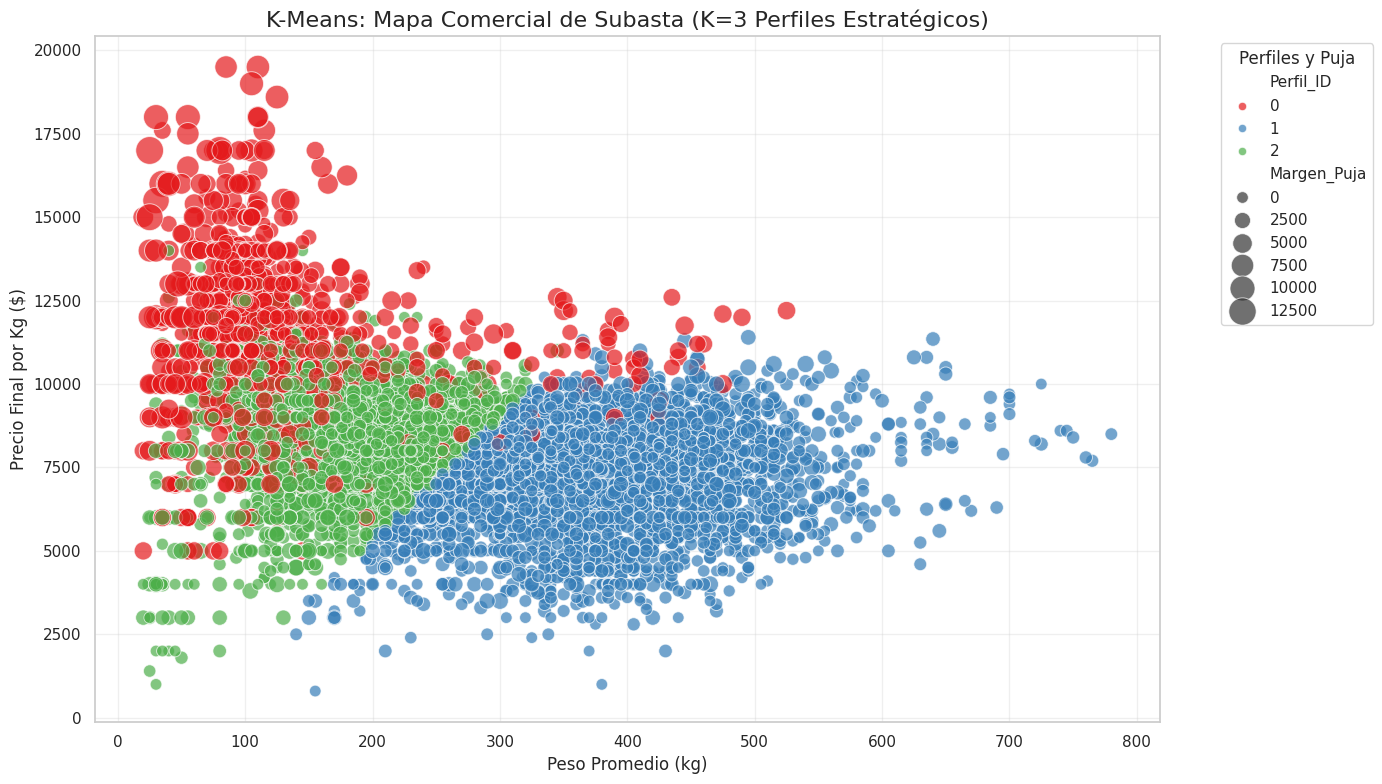 K-Means: Mapa Comercial de Subasta (K=3 Perfiles Estratégicos)
Precio Final por Kg ($)
20000
17500
15000
12500
10000
7500
5000
2500
0
0 100 200 300 400 500 600 700 800
Peso Promedio (kg)
Perfiles y Puja
Perfil_ID
0
1
2
Margen_Puja
0
2500
5000
7500
10000
12500